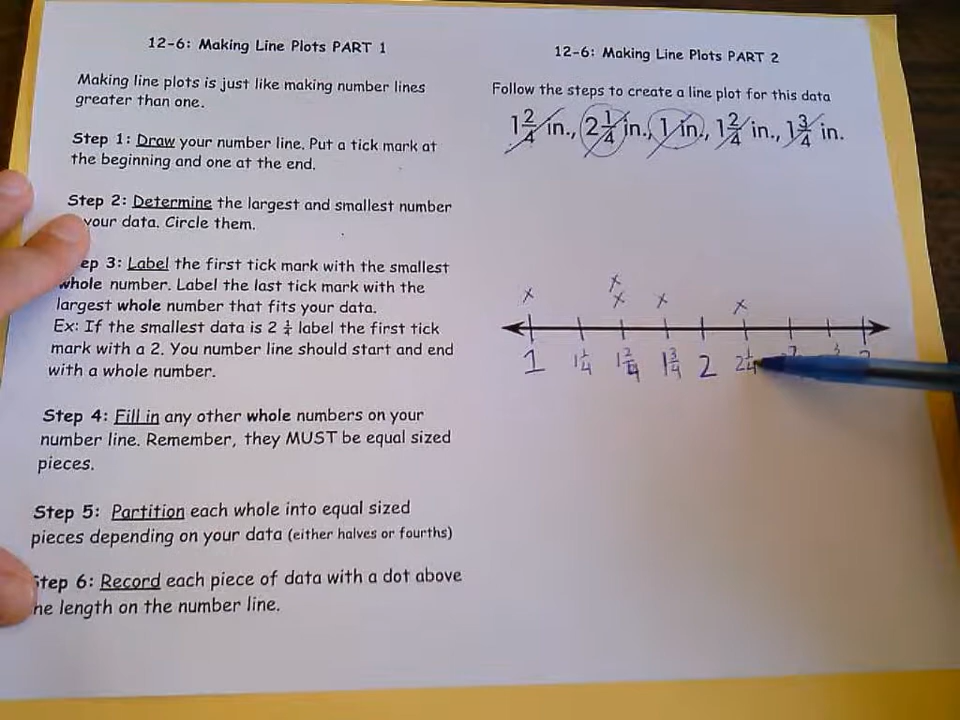 12-6: Making Line Plots PART 1
Making line plots is just like making number lines
greater than one.
Step 1: Draw your number line. Put a tick mark at
the beginning and one at the end.
Step 2: Determine the largest and smallest number
your data. Circle them.
ep 3: Label the first tick mark with the smallest
whole number. Label the last tick mark with the
largest whole number that fits your data.
Ex: If the smallest data is 2 ¼ label the first tick
mark with a 2. You number line should start and end
with a whole number.
Step 4: Fill in any other whole numbers on your
number line. Remember, they MUST be equal sized
pieces.
Step 5: Partition each whole into equal sized
pieces depending on your data (either halves or fourths)
Step 6: Record each piece of data with a dot above
he length on the number line.
12-6: Making Line Plots PART 2
Follow the steps to create a line plot for this data
1 2/4 in., 2 1/4 in., 1 in., 1 2/4 in., 1 3/4 in.
x x x x x
1 1 1/4 1 2/4 1 3/4 2 2 1/4